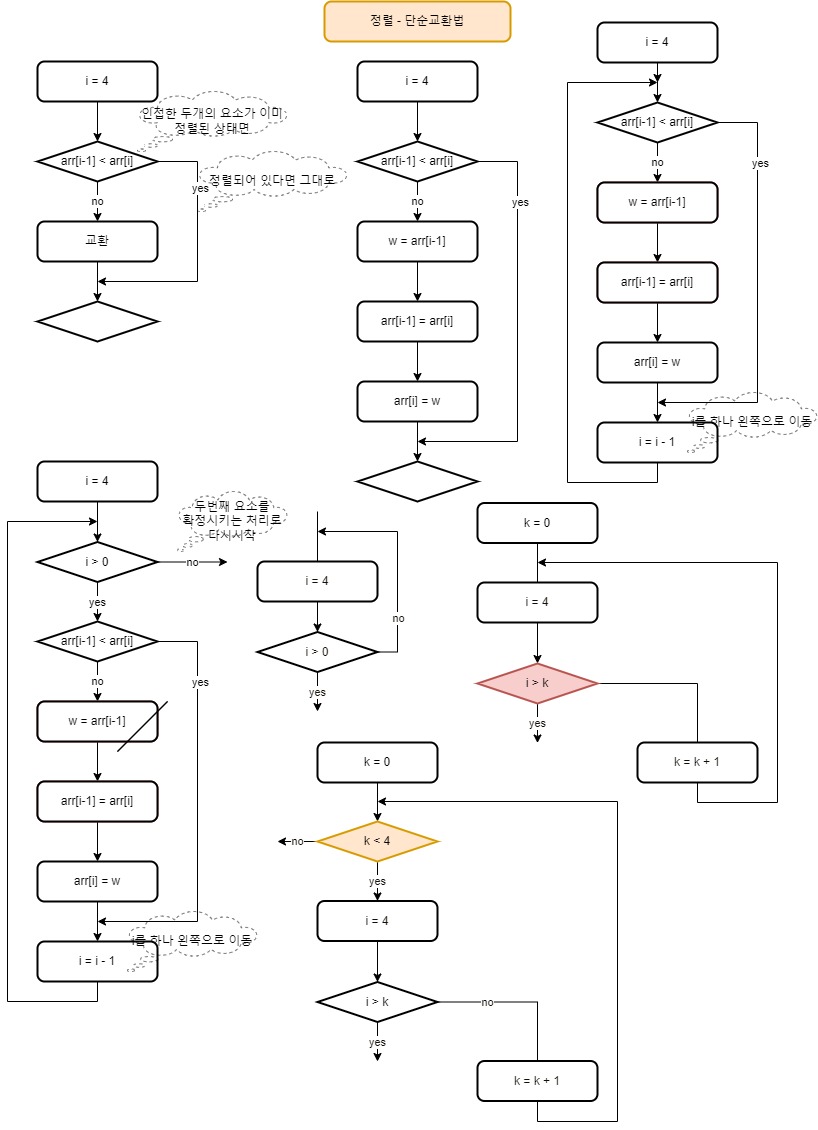 정렬 - 단순교환법
i = 4
인접한 두개의 요소가 이미
정렬된 상태면
arr[i-1] < arr[i]
정렬되어 있다면 그대로
yes
no
교환
i = 4
arr[i-1] < arr[i]
yes
no
w = arr[i-1]
arr[i-1] = arr[i]
arr[i] = w
i = 4
arr[i-1] < arr[i]
yes
no
w = arr[i-1]
arr[i-1] = arr[i]
arr[i] = w
i를 하나 왼쪽으로 이동
i = i - 1
i = 4
두번째 요소를
확정시키는 처리로
다시시작
i > 0
no
yes
arr[i-1] < arr[i]
yes
no
w = arr[i-1]
arr[i-1] = arr[i]
arr[i] = w
i를 하나 왼쪽으로 이동
i = i - 1
i = 4
no
i > 0
yes
k = 0
i = 4
i > k
yes
k = k + 1
k = 0
k < 4
no
yes
i = 4
i > k
no
yes
k = k + 1